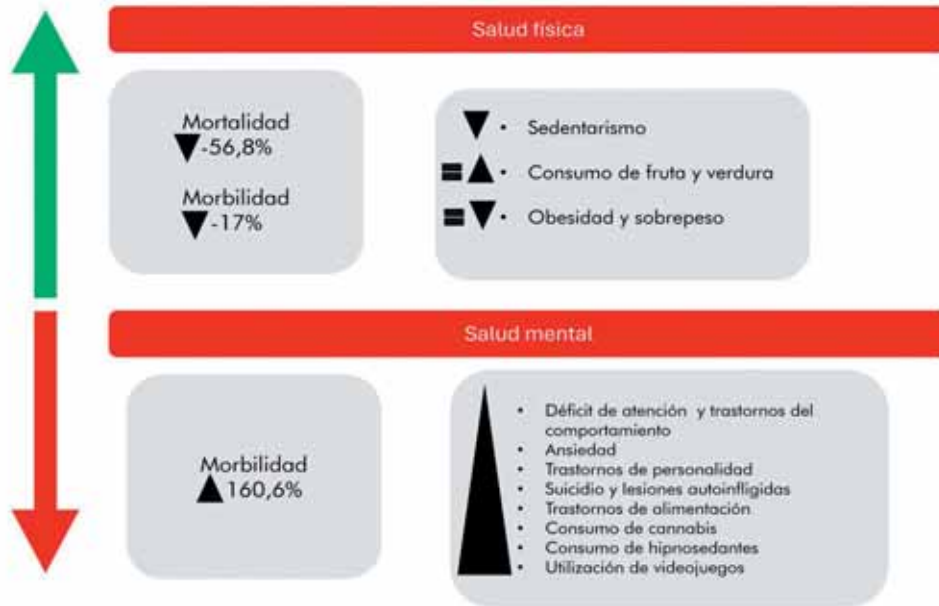 Salud física
Mortalidad
▼-56,8%
Morbilidad
▼-17%
▼ • Sedentarismo
= ▲ • Consumo de fruta y verdura
= ▼ • Obesidad y sobrepeso
Salud mental
Morbilidad
▲160,6%
• Déficit de atención y trastornos del
comportamiento
• Ansiedad
• Trastornos de personalidad
• Suicidio y lesiones autoinfligidas
• Trastornos de alimentación
• Consumo de cannabis
• Consumo de hipnosedantes
• Utilización de videojuegos